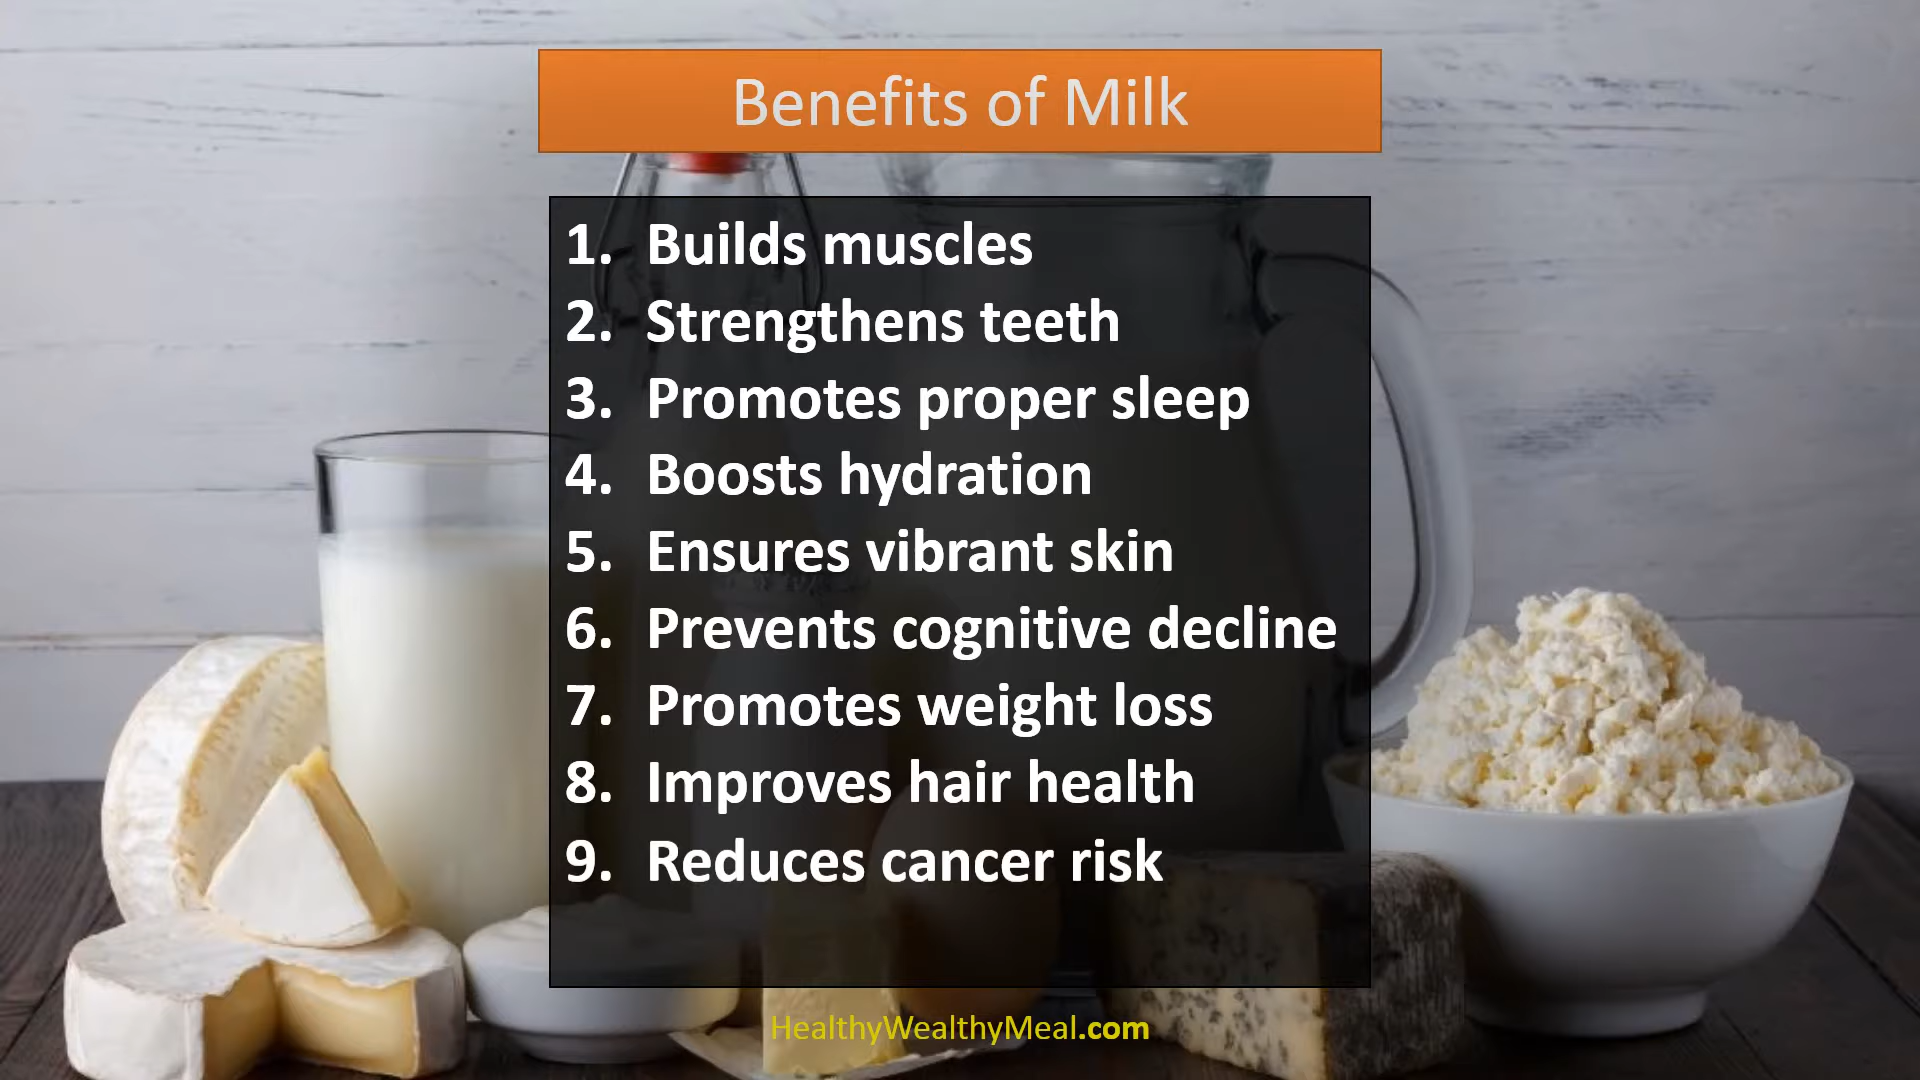 Benefits of Milk
1. Builds muscles
2. Strengthens teeth
3. Promotes proper sleep
4. Boosts hydration
5. Ensures vibrant skin
6. Prevents cognitive decline
7. Promotes weight loss
8. Improves hair health
9. Reduces cancer risk
HealthyWealthyMeal.com